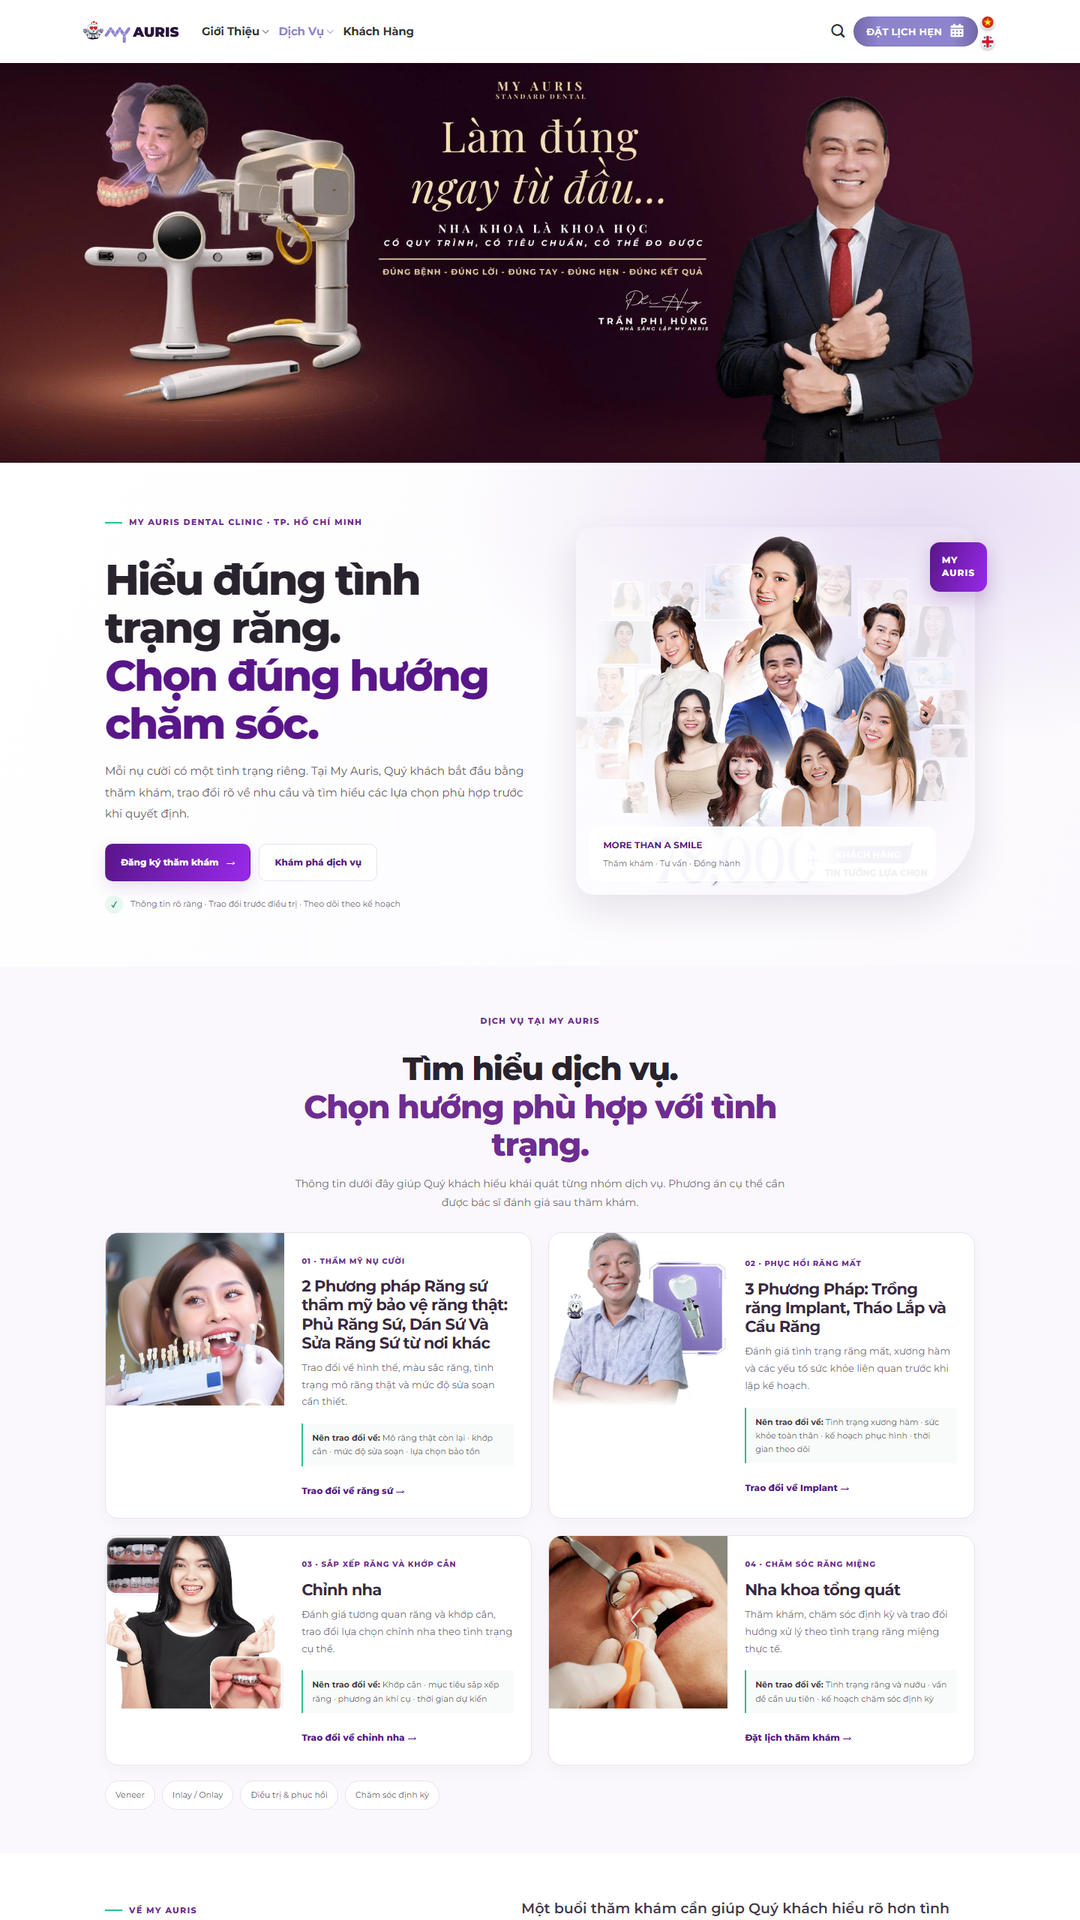 MY AURIS
Giới Thiệu
Dịch Vụ
Khách Hàng
ĐẶT LỊCH HẸN
MY AURIS
STANDARD DENTAL
Làm đúng
ngay từ đầu...
NHA KHOA LÀ KHOA HỌC
CÓ QUY TRÌNH, CÓ TIÊU CHUẨN, CÓ THỂ ĐO ĐƯỢC
ĐÚNG BỆNH - ĐÚNG LỜI - ĐÚNG TAY - ĐÚNG HẸN - ĐÚNG KẾT QUẢ
Phi Hùng
TRẦN PHI HÙNG
NHÀ SÁNG LẬP MY AURIS
MY AURIS DENTAL CLINIC · TP. HỒ CHÍ MINH
Hiểu đúng tình
trạng răng.
Chọn đúng hướng
chăm sóc.
Mỗi nụ cười có một tình trạng riêng. Tại My Auris, Quý khách bắt đầu bằng
thăm khám, trao đổi rõ về nhu cầu và tìm hiểu các lựa chọn phù hợp trước
khi quyết định.
Đăng ký thăm khám →
Khám phá dịch vụ
✓ Thông tin rõ ràng · Trao đổi trước điều trị · Theo dõi theo kế hoạch
MY
AURIS
MORE THAN A SMILE
Thăm khám · Tư vấn · Đồng hành
KHÁCH HÀNG
TIN TƯỞNG LỰA CHỌN
DỊCH VỤ TẠI MY AURIS
Tìm hiểu dịch vụ.
Chọn hướng phù hợp với tình
trạng.
Thông tin dưới đây giúp Quý khách hiểu khái quát từng nhóm dịch vụ. Phương án cụ thể cần
được bác sĩ đánh giá sau thăm khám.
01 · THẨM MỸ NỤ CƯỜI
2 Phương pháp Răng sứ
thẩm mỹ bảo vệ răng thật:
Phủ Răng Sứ, Dán Sứ Và
Sửa Răng Sứ từ nơi khác
Trao đổi về hình thể, màu sắc răng, tình
trạng mô răng thật và mức độ sửa soạn
cần thiết.
Nên trao đổi về: Mô răng thật còn lại · khớp
cắn · mức độ sửa soạn · lựa chọn bảo tồn
Trao đổi về răng sứ →
02 · PHỤC HỒI RĂNG MẤT
3 Phương Pháp: Trồng
răng Implant, Tháo Lắp và
Cầu Răng
Đánh giá tình trạng răng mất, xương hàm
và các yếu tố sức khỏe liên quan trước khi
lập kế hoạch.
Nên trao đổi về: Tình trạng xương hàm · sức
khỏe toàn thân · kế hoạch phục hình · thời
gian theo dõi
Trao đổi về Implant →
03 · SẮP XẾP RĂNG VÀ KHỚP CẮN
Chỉnh nha
Đánh giá tương quan răng và khớp cắn,
trao đổi lựa chọn chỉnh nha theo tình trạng
cụ thể.
Nên trao đổi về: Khớp cắn · mục tiêu sắp xếp
răng · phương án khí cụ · thời gian dự kiến
Trao đổi về chỉnh nha →
04 · CHĂM SÓC RĂNG MIỆNG
Nha khoa tổng quát
Thăm khám, chăm sóc định kỳ và trao đổi
hướng xử lý theo tình trạng răng miệng
thực tế.
Nên trao đổi về: Tình trạng răng và nướu · vấn
đề cần ưu tiên · kế hoạch chăm sóc định kỳ
Đặt lịch thăm khám →
Veneer
Inlay / Onlay
Điều trị & phục hồi
Chăm sóc định kỳ
VỀ MY AURIS
Một buổi thăm khám cần giúp Quý khách hiểu rõ hơn tình